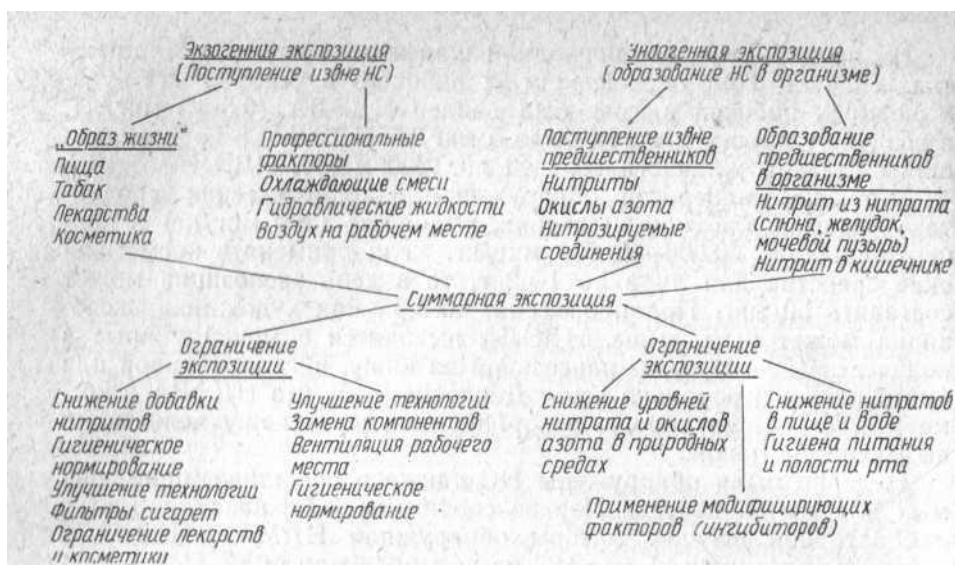 Экзогенная экспозиция
(Поступление извне НС)
„Образ жизни“
Пища
Табак
Лекарства
Косметика
Профессиональные
факторы
Охлаждающие смеси
Гидравлические жидкости
Воздух на рабочем месте
Эндогенная экспозиция
(образование НС в организме)
Поступление извне
предшественников
Нитриты
Окислы азота
Нитрозируемые
соединения
Образование
предшественников
в организме
Нитрит из нитрата
(слюна, желудок,
мочевой пузырь)
Нитрит в кишечнике
Суммарная экспозиция
Ограничение
экспозиции
Снижение добавки
нитритов
Гигиеническое
нормирование
Улучшение технологии
Фильтры сигарет
Ограничение лекарств
и косметики
Улучшение технологии
Замена компонентов
Вентиляция рабочего
места
Гигиеническое
нормирование
Ограничение
экспозиции
Снижение уровней
нитрата и окислов
азота в природных
средах
Снижение нитратов
в пище и воде
Гигиена питания
и полости рта
Применение модифицирующих
факторов (ингибиторов)